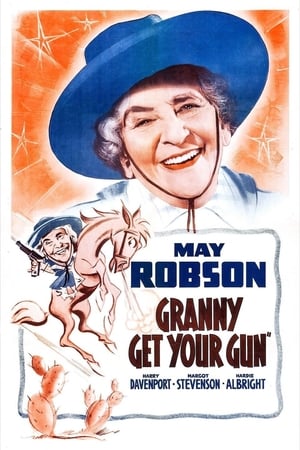 MAY
ROBSON
GRANNY
GET YOUR GUN"
HARRY MARGOT HARDIE
DAVENPORT · STEVENSON · ALBRIGHT